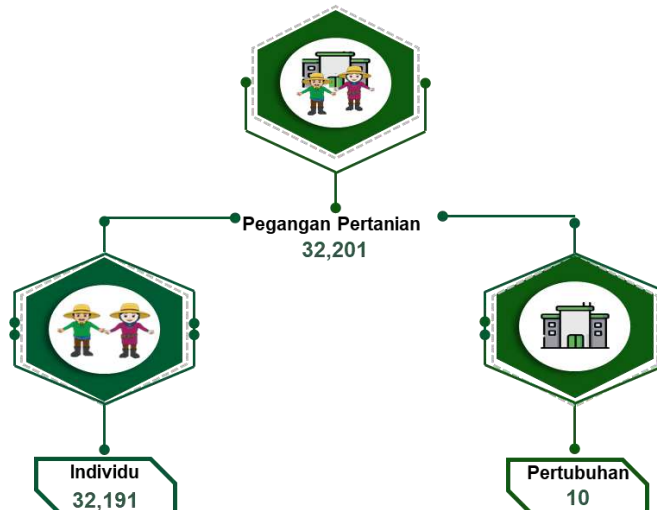 Pegangan Pertanian
32,201
Individu
32,191
Pertubuhan
10